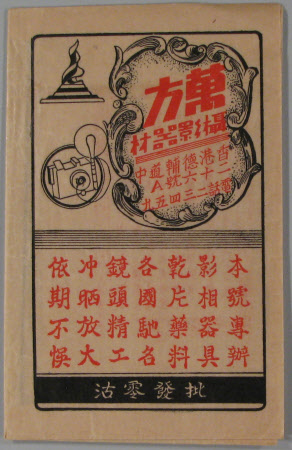 萬方
攝影器材
香港德輔道中
一十六號A
電話二三四五九
本號專辦
影相器具
乾片藥料
各國馳名
鏡頭精工
冲晒放大
依期不悞
批發零沽